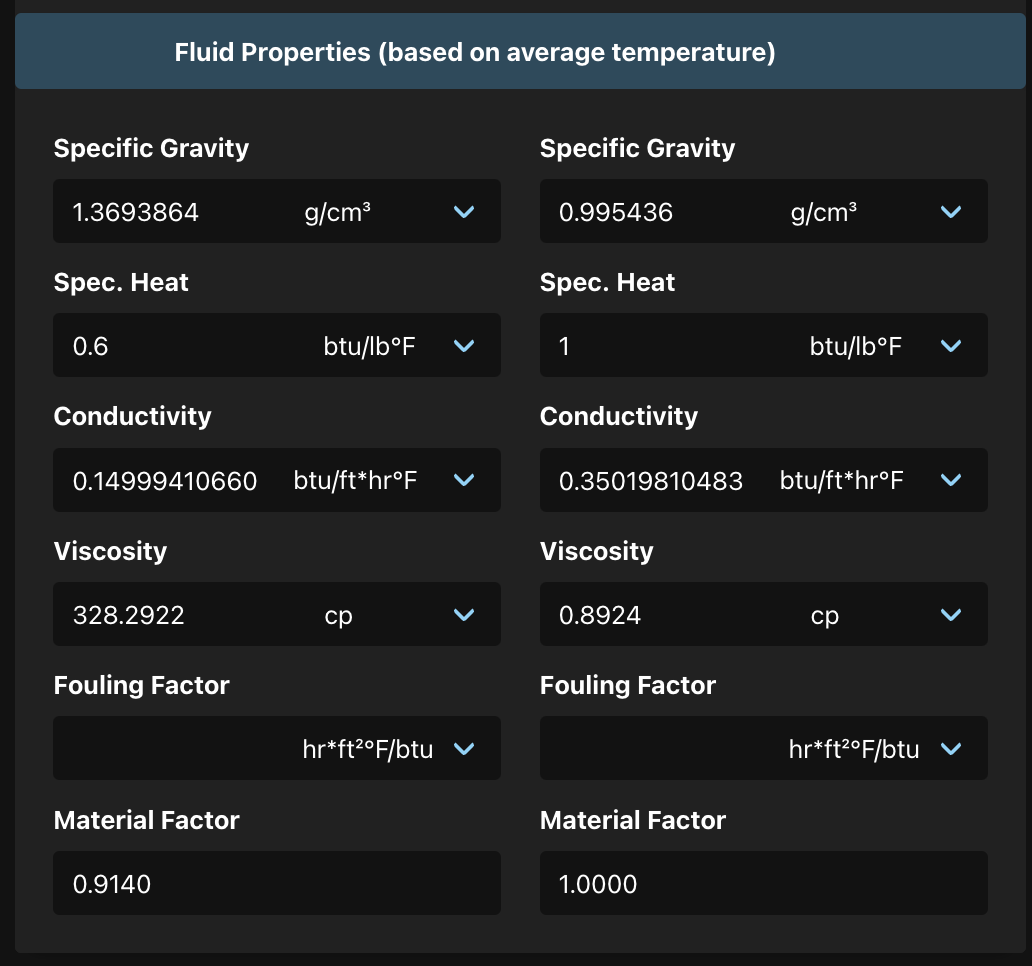 Fluid Properties (based on average temperature)
Specific Gravity Specific Gravity
1.3693864 g/cm³ 0.995436 g/cm³
Spec. Heat Spec. Heat
0.6 btu/lb°F 1 btu/lb°F
Conductivity Conductivity
0.14999410660 btu/ft*hr°F 0.35019810483 btu/ft*hr°F
Viscosity Viscosity
328.2922 cp 0.8924 cp
Fouling Factor Fouling Factor
hr*ft²°F/btu hr*ft²°F/btu
Material Factor Material Factor
0.9140 1.0000